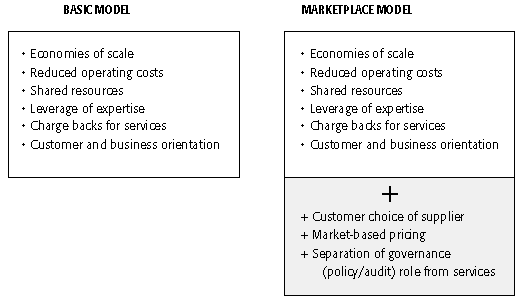 BASIC MODEL
• Economies of scale
• Reduced operating costs
• Shared resources
• Leverage of expertise
• Charge backs for services
• Customer and business orientation
MARKETPLACE MODEL
• Economies of scale
• Reduced operating costs
• Shared resources
• Leverage of expertise
• Charge backs for services
• Customer and business orientation
+
+ Customer choice of supplier
+ Market-based pricing
+ Separation of governance
(policy/audit) role from services